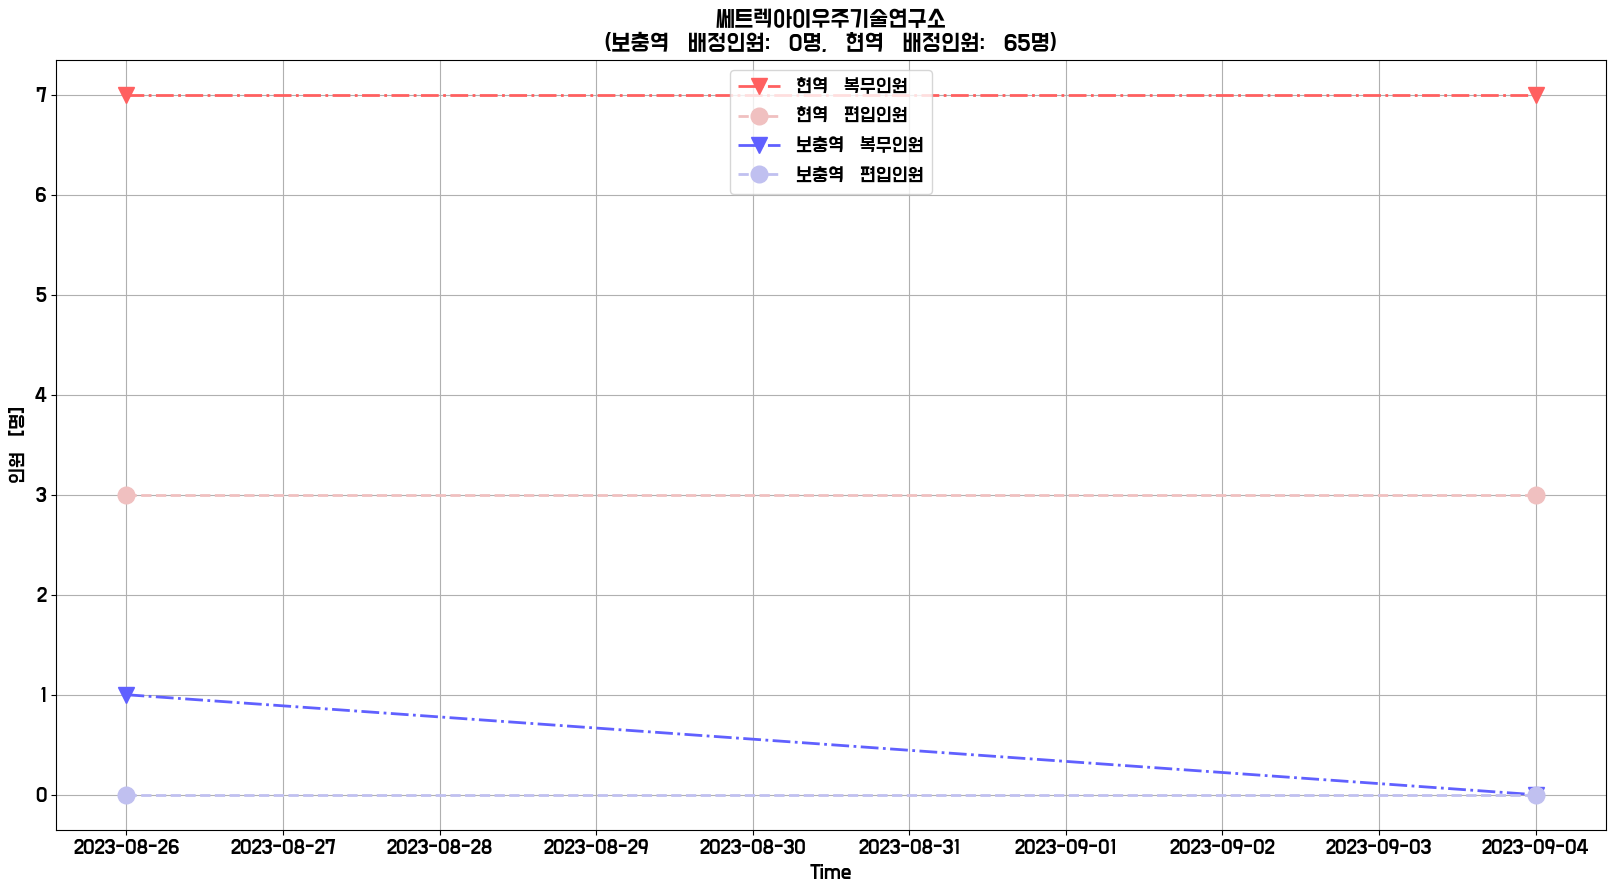 쎄트렉아이우주기술연구소
(보충역 배정인원: 0명, 현역 배정인원: 65명)
현역 복무인원
현역 편입인원
보충역 복무인원
보충역 편입인원
7
6
5
4
3
2
1
0
인원 [명]
2023-08-26 2023-08-27 2023-08-28 2023-08-29 2023-08-30 2023-08-31 2023-09-01 2023-09-02 2023-09-03 2023-09-04
Time